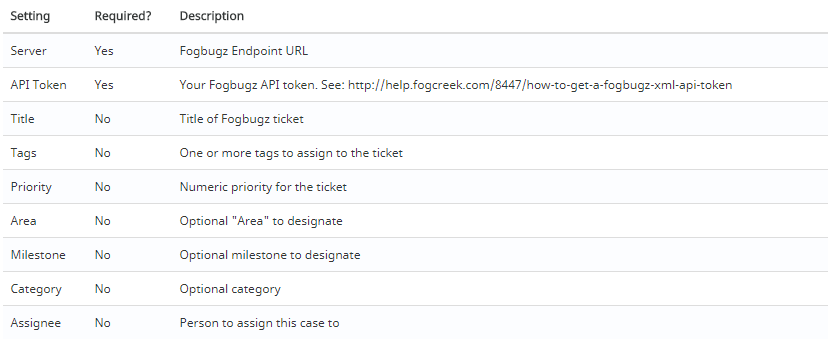 Setting Required? Description
Server Yes Fogbugz Endpoint URL
API Token Yes Your Fogbugz API token. See: http://help.fogcreek.com/8447/how-to-get-a-fogbugz-xml-api-token
Title No Title of Fogbugz ticket
Tags No One or more tags to assign to the ticket
Priority No Numeric priority for the ticket
Area No Optional "Area" to designate
Milestone No Optional milestone to designate
Category No Optional category
Assignee No Person to assign this case to